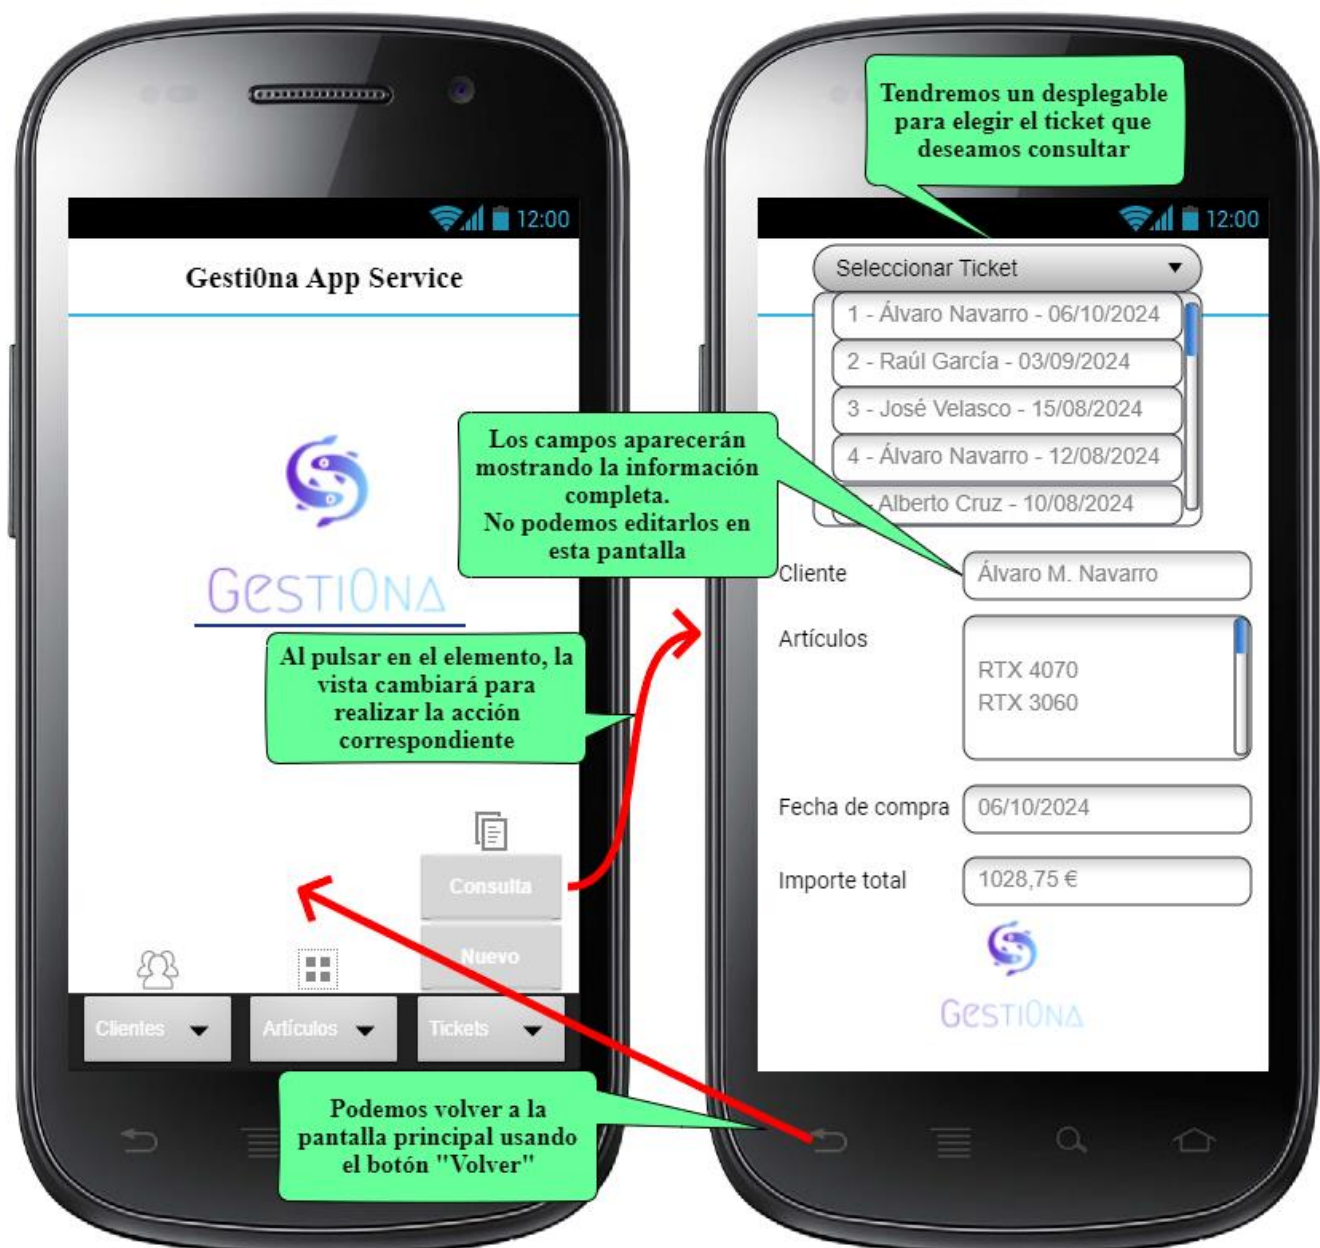 12:00
Gesti0na App Service
GESTI0NA
Al pulsar en el elemento, la
vista cambiará para
realizar la acción
correspondiente
Consulta
Nuevo
Clientes
Artículos
Tickets
Podemos volver a la
pantalla principal usando
el botón "Volver"
Tendremos un desplegable
para elegir el ticket que
deseamos consultar
12:00
Seleccionar Ticket
1 - Álvaro Navarro - 06/10/2024
2 - Raúl García - 03/09/2024
3 - José Velasco - 15/08/2024
4 - Álvaro Navarro - 12/08/2024
- Alberto Cruz - 10/08/2024
Los campos aparecerán
mostrando la información
completa.
No podemos editarlos en
esta pantalla
Cliente
Álvaro M. Navarro
Artículos
RTX 4070
RTX 3060
Fecha de compra
06/10/2024
Importe total
1028,75 €
GESTI0NA